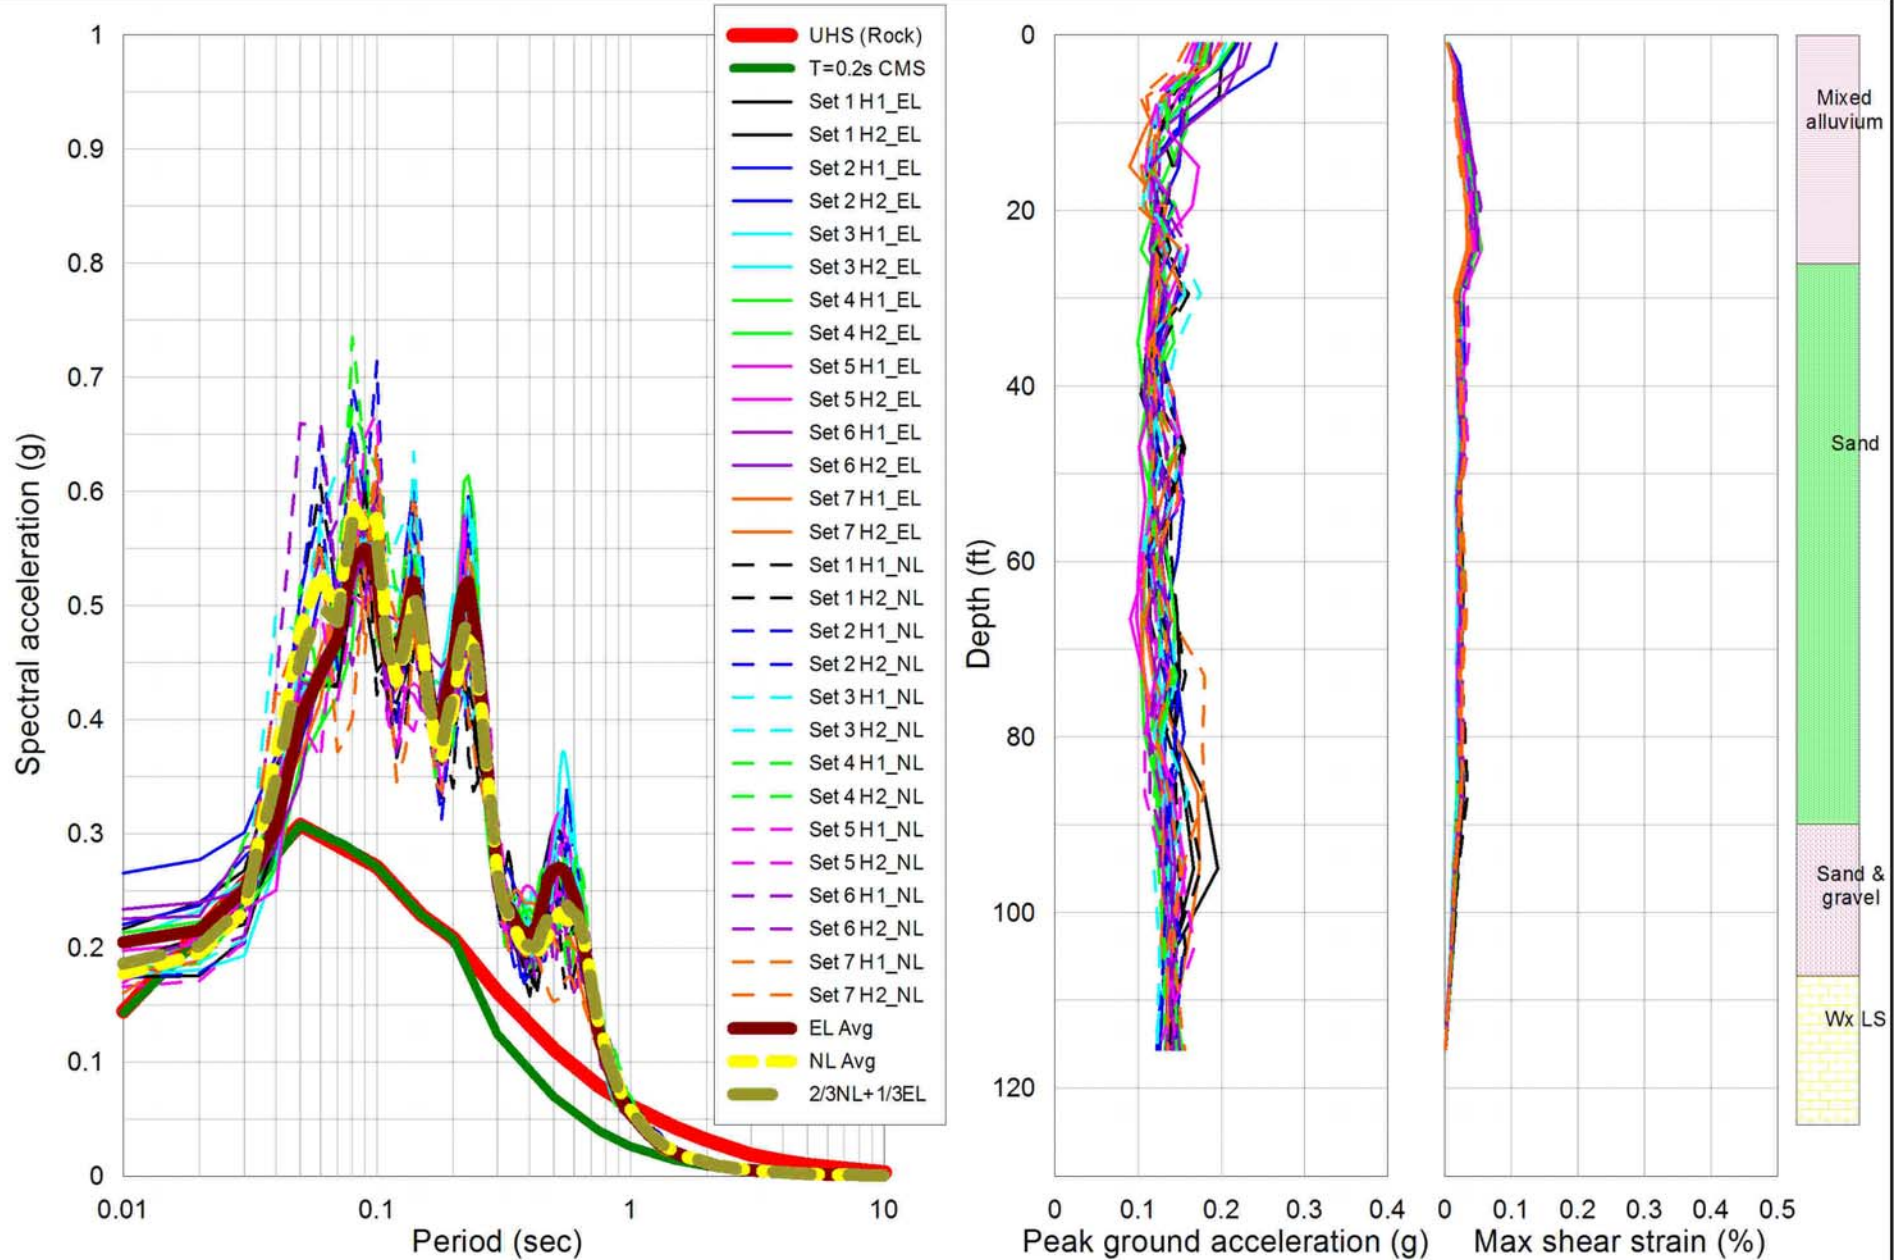 1
0.9
0.8
0.7
0.6
0.5
0.4
0.3
0.2
0.1
0
Spectral acceleration (g)
0.01
0.1
1
10
Period (sec)
UHS (Rock)
T=0.2s CMS
Set 1 H1_EL
Set 1 H2_EL
Set 2 H1_EL
Set 2 H2_EL
Set 3 H1_EL
Set 3 H2_EL
Set 4 H1_EL
Set 4 H2_EL
Set 5 H1_EL
Set 5 H2_EL
Set 6 H1_EL
Set 6 H2_EL
Set 7 H1_EL
Set 7 H2_EL
Set 1 H1_NL
Set 1 H2_NL
Set 2 H1_NL
Set 2 H2_NL
Set 3 H1_NL
Set 3 H2_NL
Set 4 H1_NL
Set 4 H2_NL
Set 5 H1_NL
Set 5 H2_NL
Set 6 H1_NL
Set 6 H2_NL
Set 7 H1_NL
Set 7 H2_NL
EL Avg
NL Avg
2/3NL+1/3EL
0
20
40
60
80
100
120
Depth (ft)
0
0.1
0.2
0.3
0.4
Peak ground acceleration (g)
0
0.1
0.2
0.3
0.4
0.5
Max shear strain (%)
Mixed
alluvium
Sand
Sand &
gravel
Wx LS